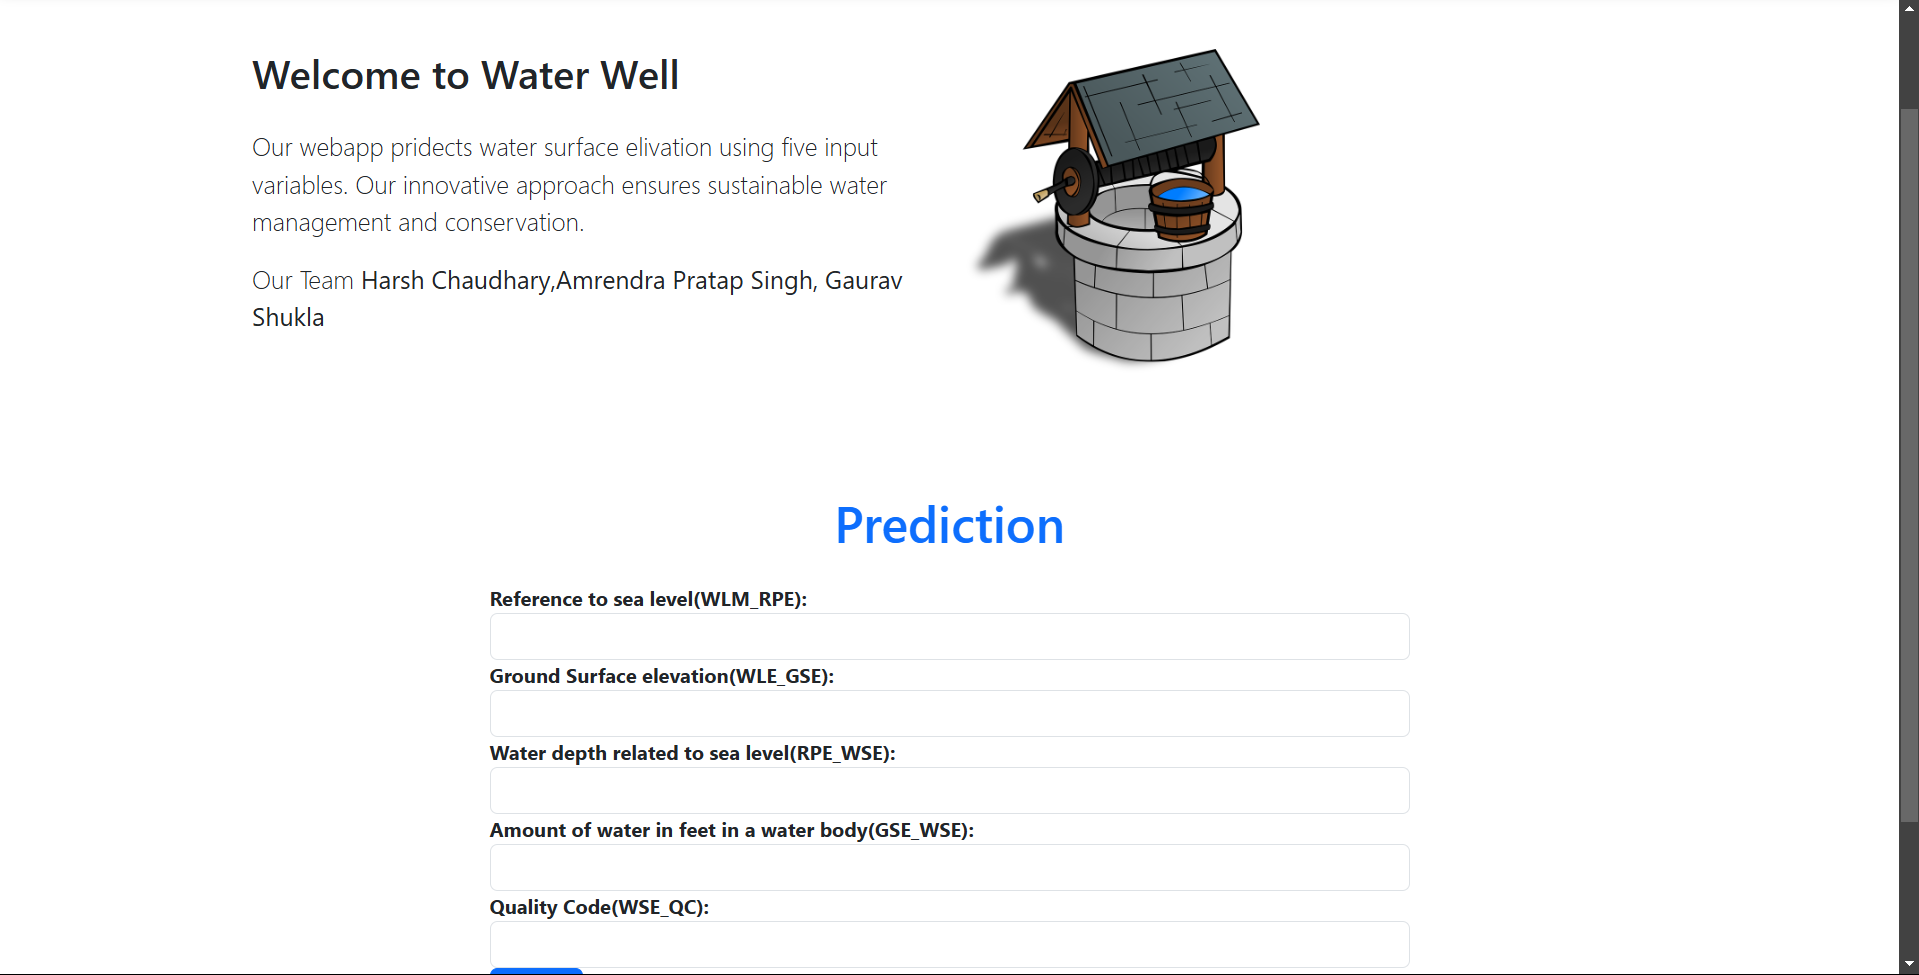 Welcome to Water Well
Our webapp pridects water surface elivation using five input
variables. Our innovative approach ensures sustainable water
management and conservation.
Our Team Harsh Chaudhary,Amrendra Pratap Singh, Gaurav
Shukla
Prediction
Reference to sea level(WLM_RPE):
Ground Surface elevation(WLE_GSE):
Water depth related to sea level(RPE_WSE):
Amount of water in feet in a water body(GSE_WSE):
Quality Code(WSE_QC):